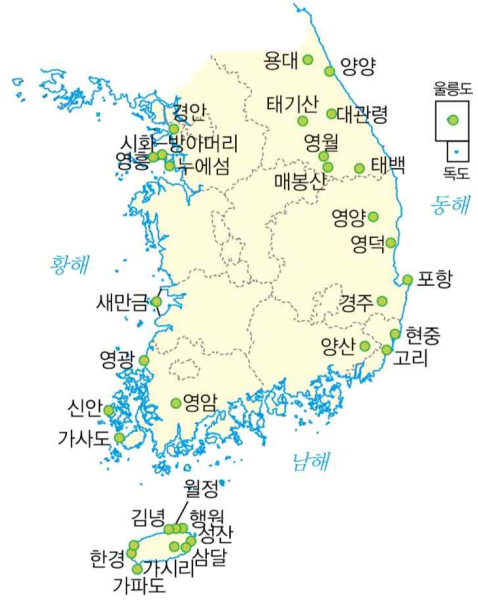 용대
양양
울릉도
태기산
대관령
경안
시화-방아머리
영월
영흥
누에섬
매봉산
태백
독도
동해
영양
영덕
황해
포항
새만금
경주
현중
양산
고리
영광
신안
영암
가사도
남해
월정
김녕
행원
성산
한경
삼달
가시리
가파도